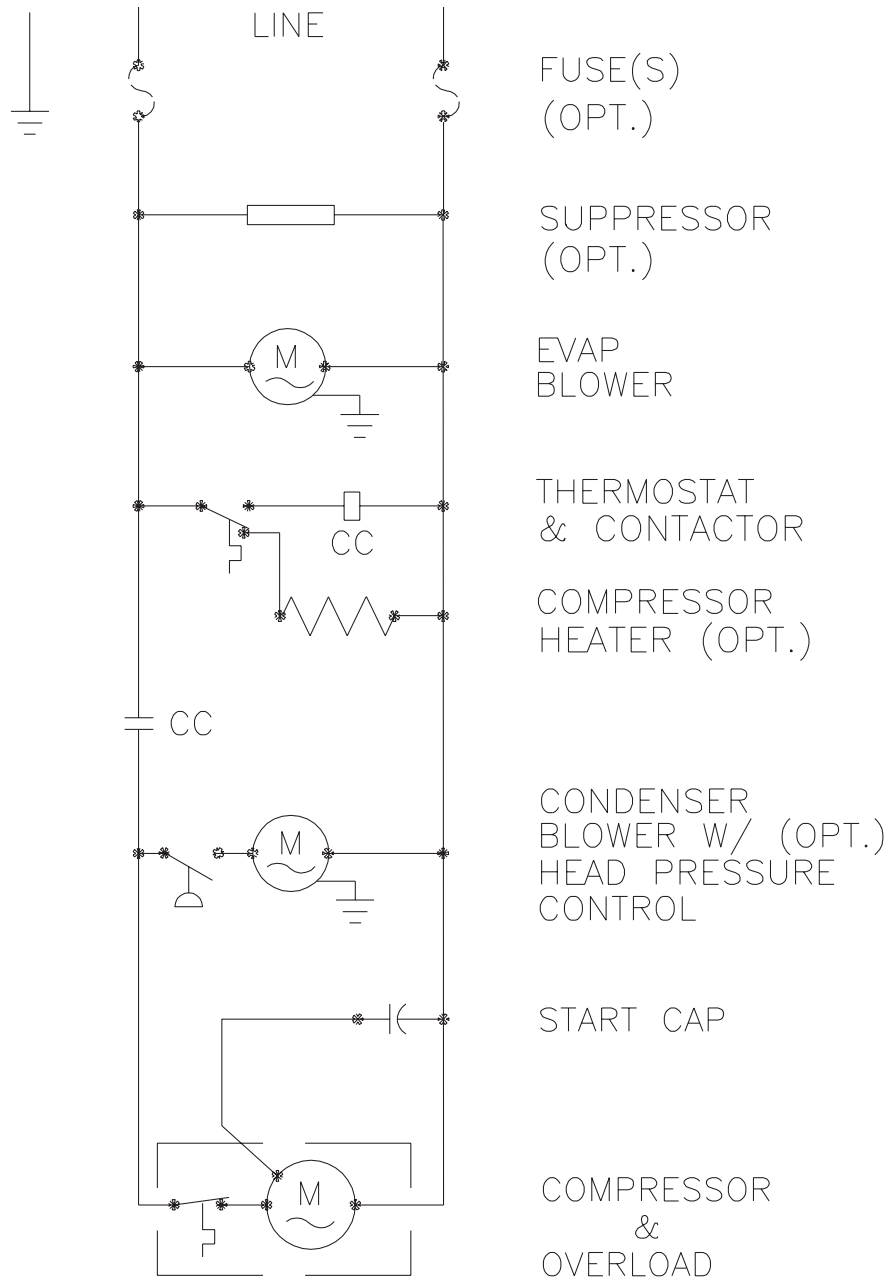 LINE
FUSE(S)
(OPT.)
SUPPRESSOR
(OPT.)
EVAP
BLOWER
M
THERMOSTAT
& CONTACTOR
CC
COMPRESSOR
HEATER (OPT.)
CC
CONDENSER
BLOWER W/ (OPT.)
HEAD PRESSURE
CONTROL
M
START CAP
COMPRESSOR
&
OVERLOAD
M